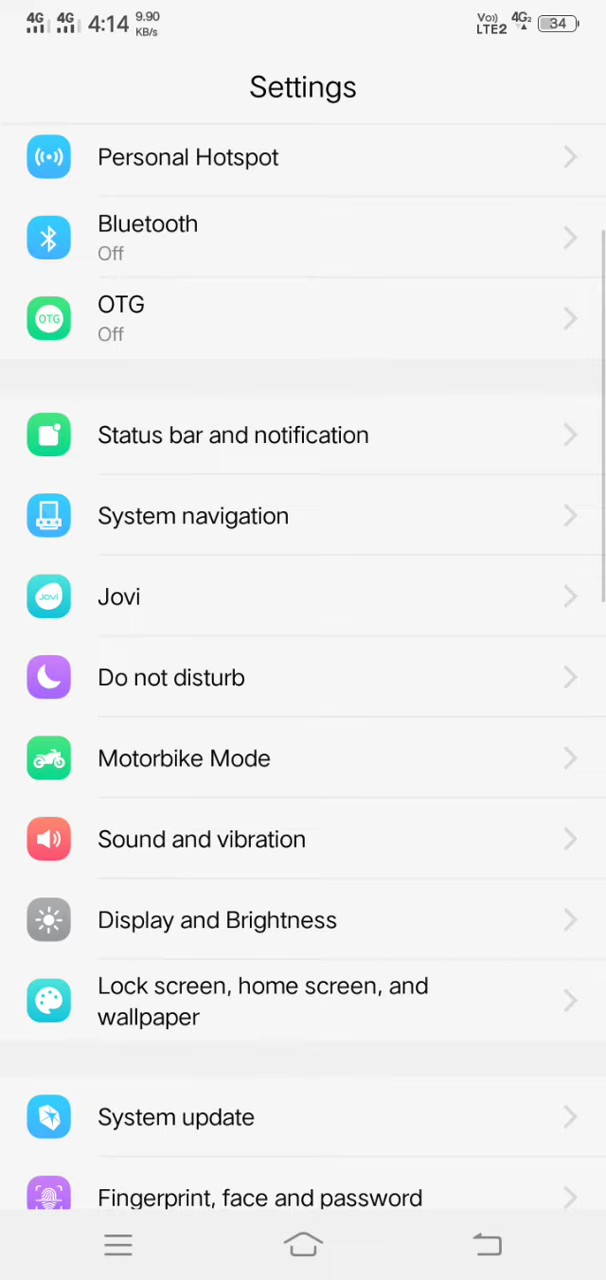 4G 4G 4:14 9.90 KB/s Vo)) LTE2 4G2 34
Settings
Personal Hotspot
Bluetooth
Off
OTG
OTG
Off
Status bar and notification
System navigation
Jovi
Jovi
Do not disturb
Motorbike Mode
Sound and vibration
Display and Brightness
Lock screen, home screen, and
wallpaper
System update
Fingerprint, face and password